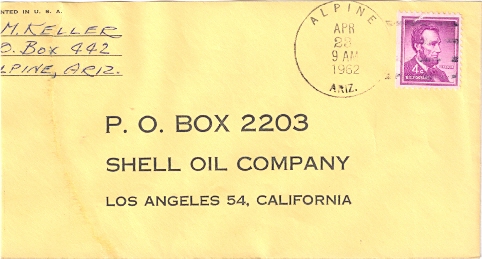 NTED IN U. S. A.
M. KELLER
O. BOX 442
LPINE, ARIZ.
ALPINE
APR
23
9 AM
1962
ARIZ.
4¢
P. O. BOX 2203
SHELL OIL COMPANY
LOS ANGELES 54, CALIFORNIA